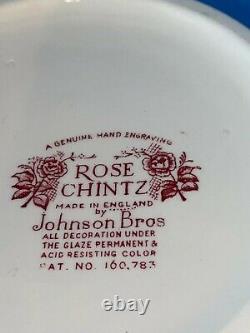 A GENUINE HAND ENGRAVING
ROSE
CHINTZ
MADE IN ENGLAND
by
Johnson Bros
ALL DECORATION UNDER
THE GLAZE PERMANENT &
ACID RESISTING COLOR
PAT. NO. 160,783